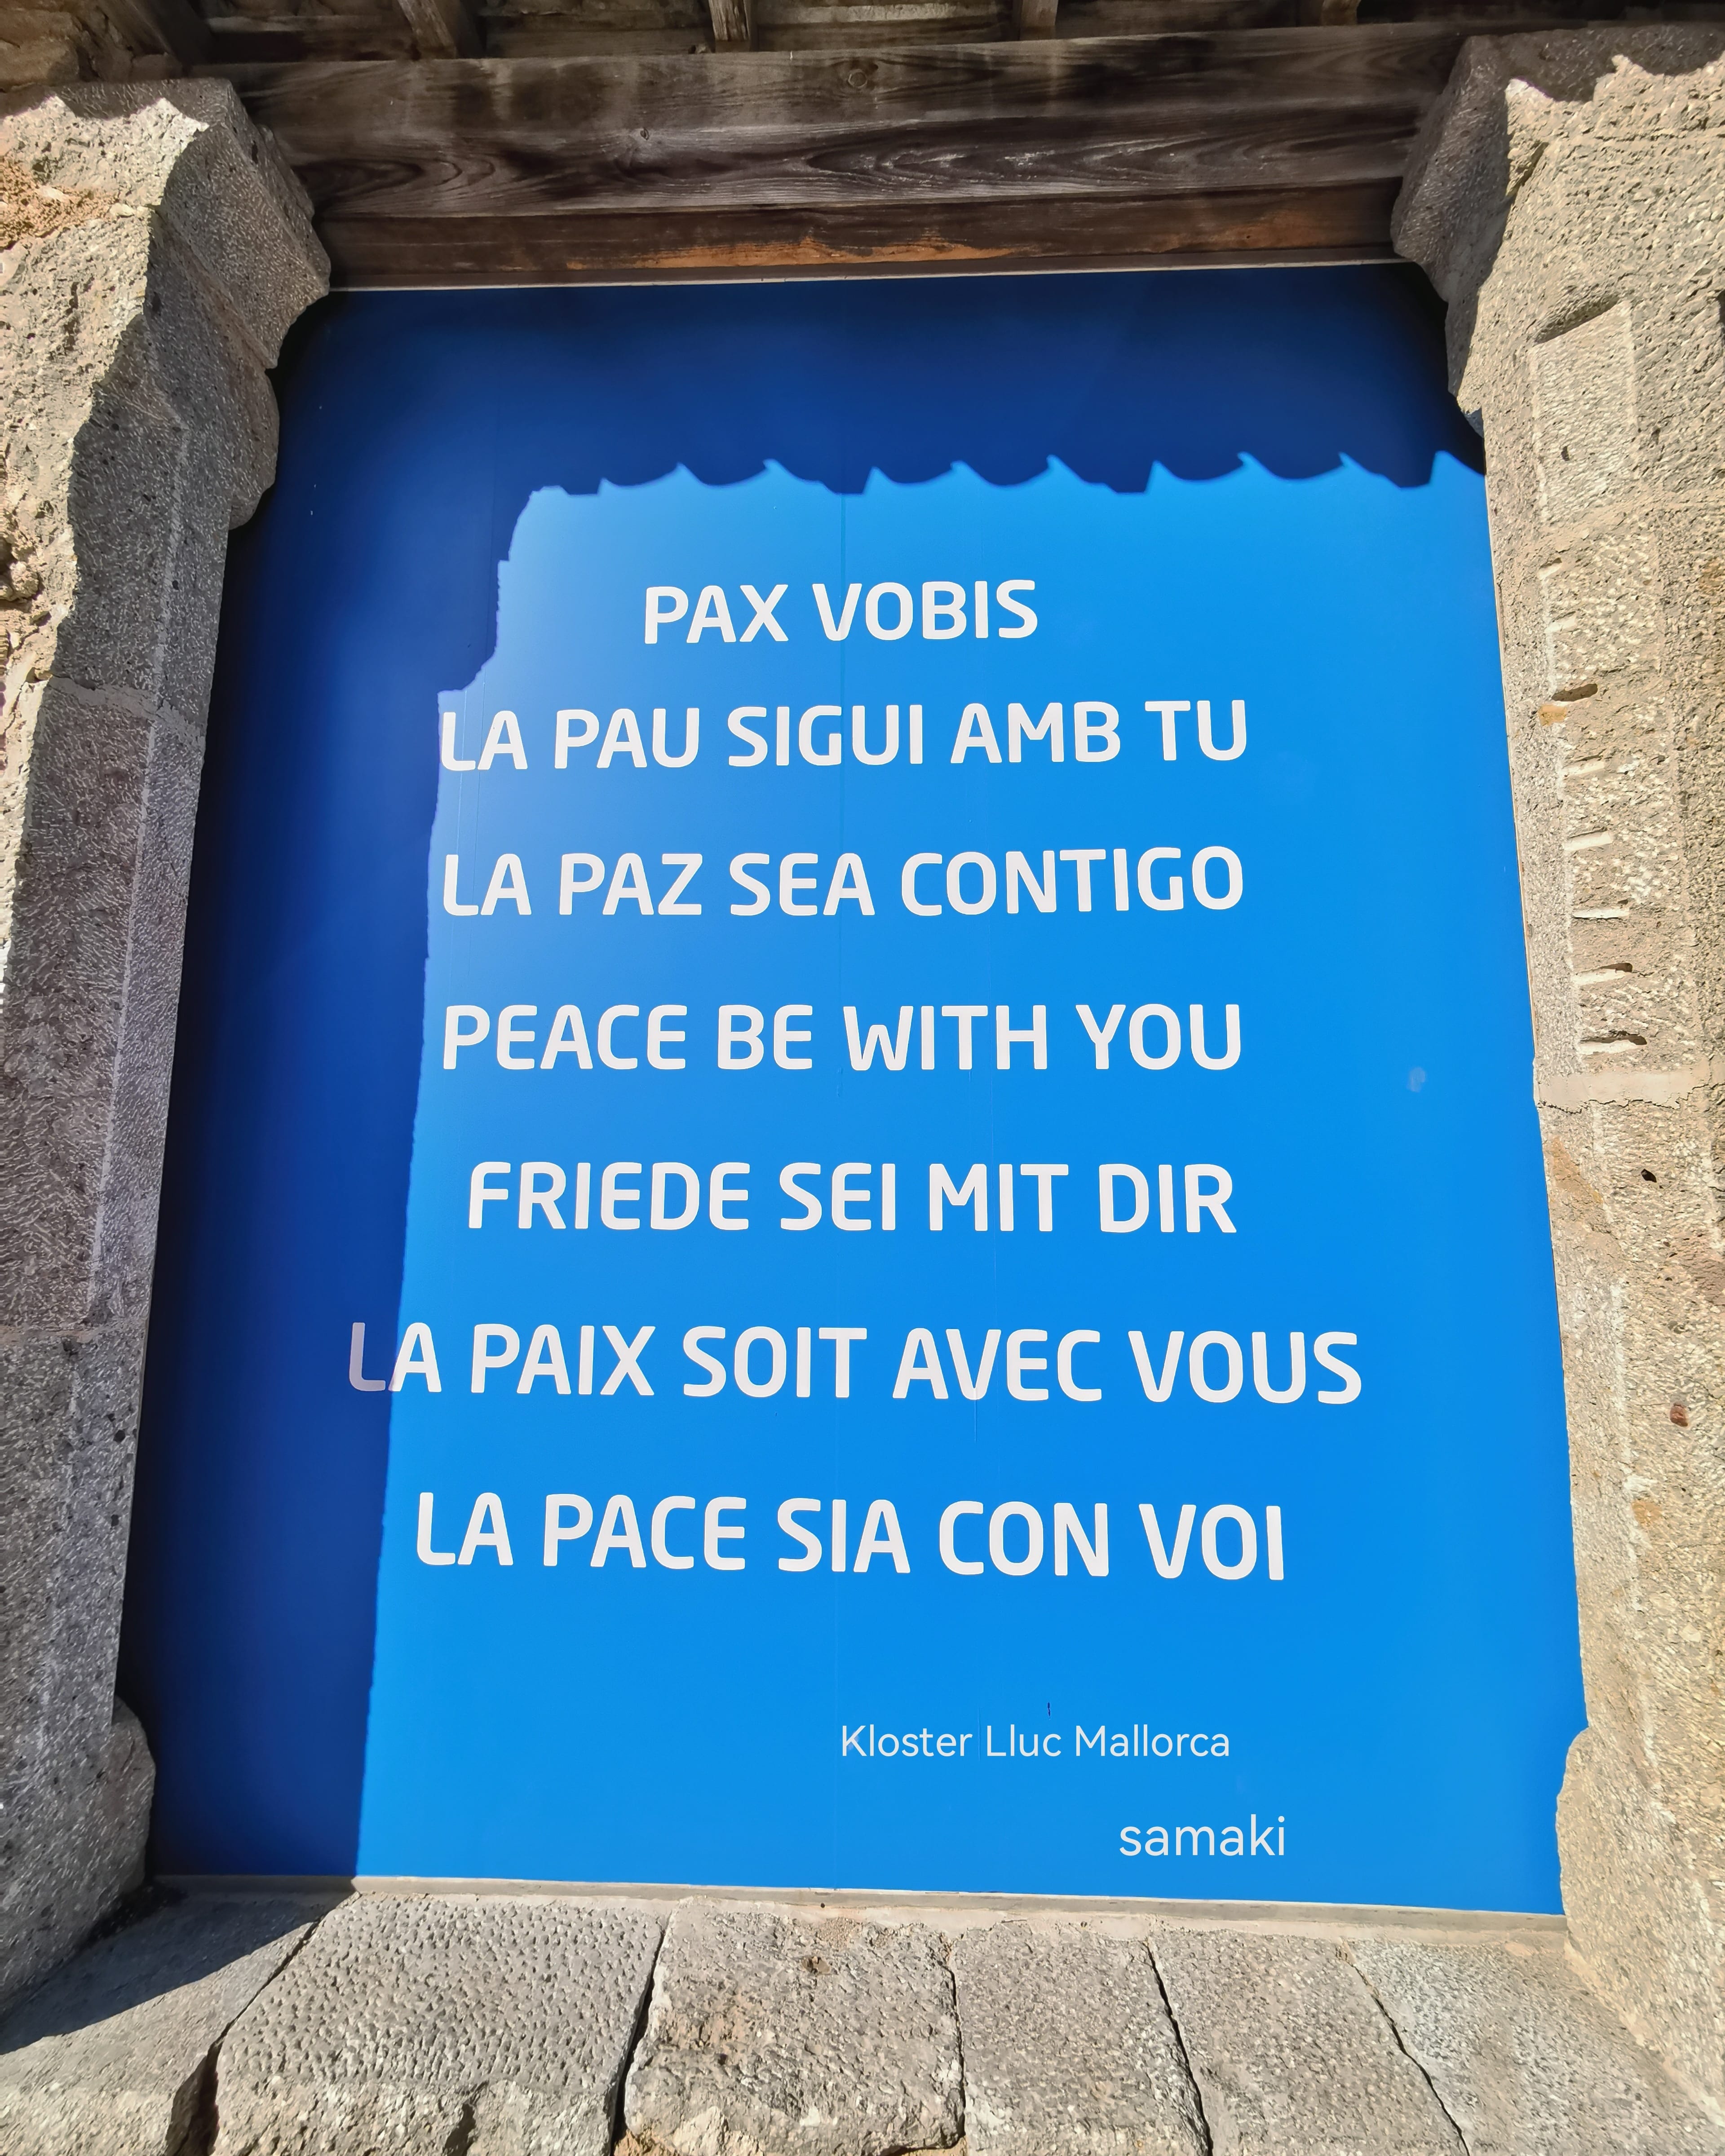 PAX VOBIS
LA PAU SIGUI AMB TU
LA PAZ SEA CONTIGO
PEACE BE WITH YOU
FRIEDE SEI MIT DIR
LA PAIX SOIT AVEC VOUS
LA PACE SIA CON VOI
Kloster Lluc Mallorca
samaki